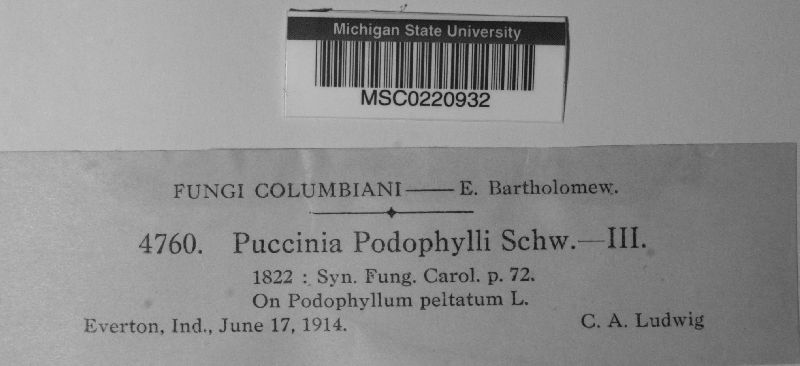 Michigan State University
MSC0220932
FUNGI COLUMBIANI—E. Bartholomew.
4760. Puccinia Podophylli Schw.—III.
1822 : Syn. Fung. Carol. p. 72.
On Podophyllum peltatum L.
Everton, Ind., June 17, 1914. C. A. Ludwig